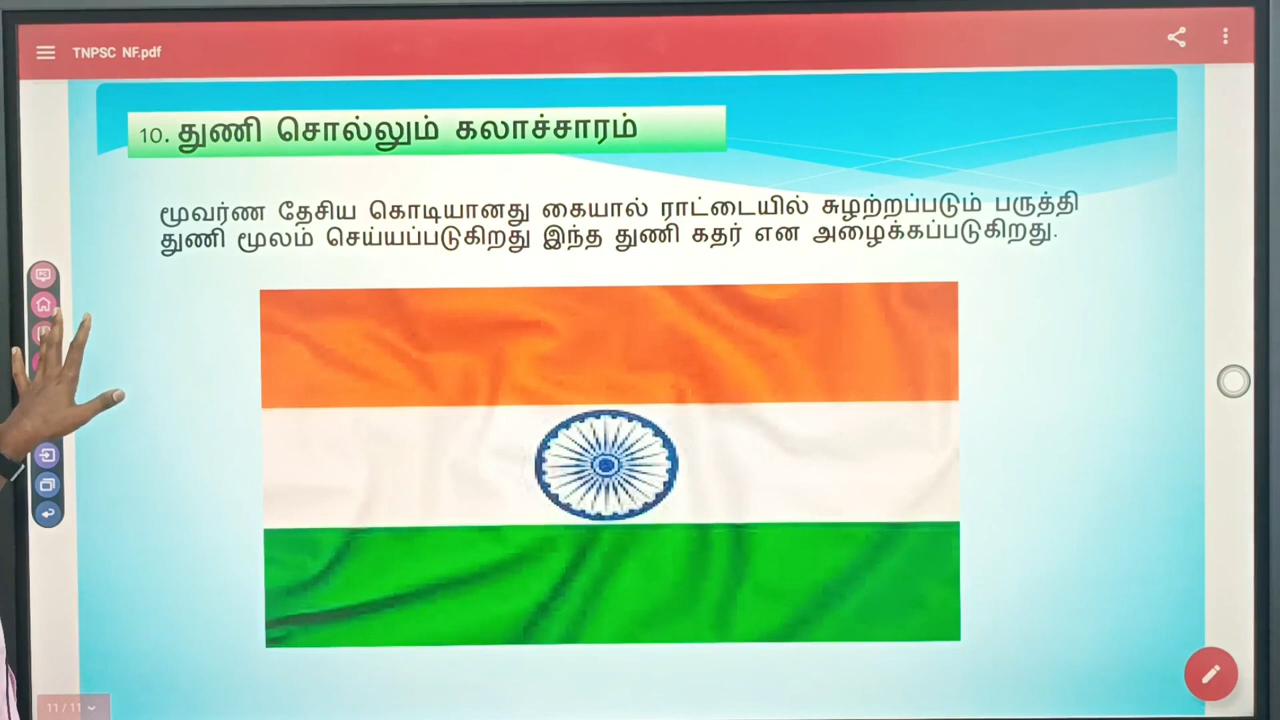 TNPSC NF.pdf
10. துணி சொல்லும் கலாச்சாரம்
மூவர்ண தேசிய கொடியானது கையால் ராட்டையில் சுழற்றப்படும் பருத்தி
துணி மூலம் செய்யப்படுகிறது இந்த துணி கதர் என அழைக்கப்படுகிறது.
11 / 11